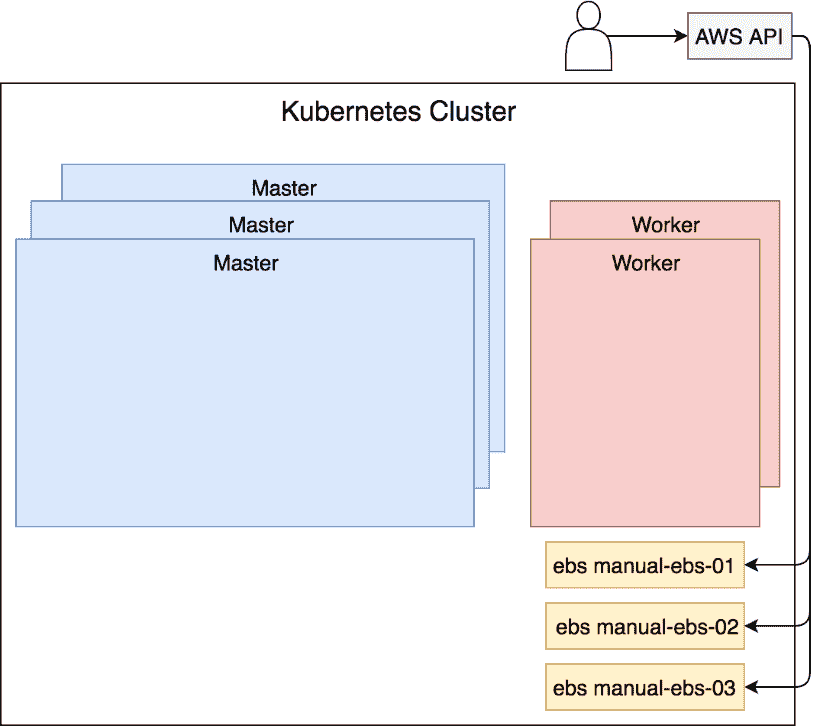 AWS API
Kubernetes Cluster
Master
Master
Master
Worker
Worker
ebs manual-ebs-01
ebs manual-ebs-02
ebs manual-ebs-03